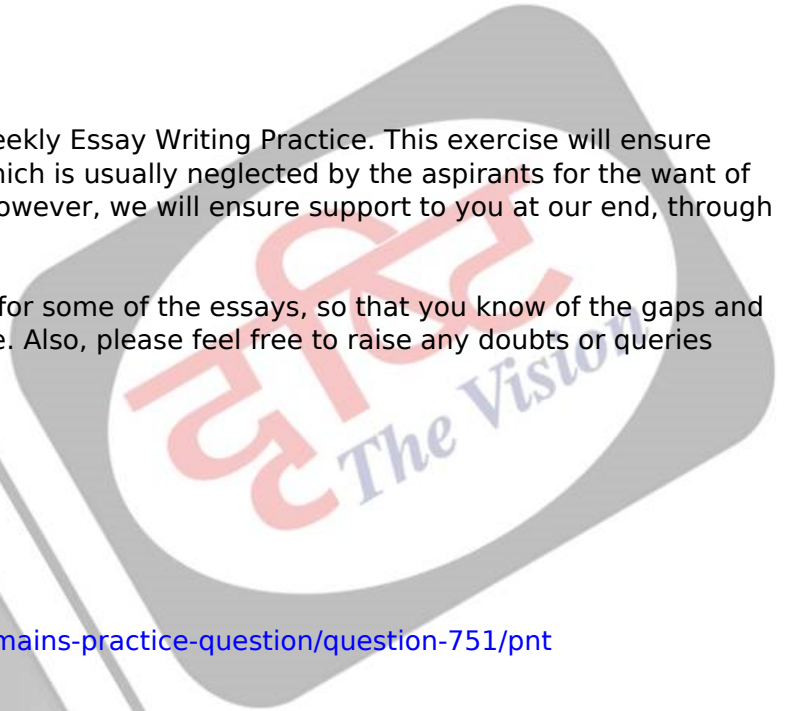 eekly Essay Writing Practice. This exercise will ensure
hich is usually neglected by the aspirants for the want of
owever, we will ensure support to you at our end, through
for some of the essays, so that you know of the gaps and
e. Also, please feel free to raise any doubts or queries
दृष्टि
The Vision
mains-practice-question/question-751/pnt